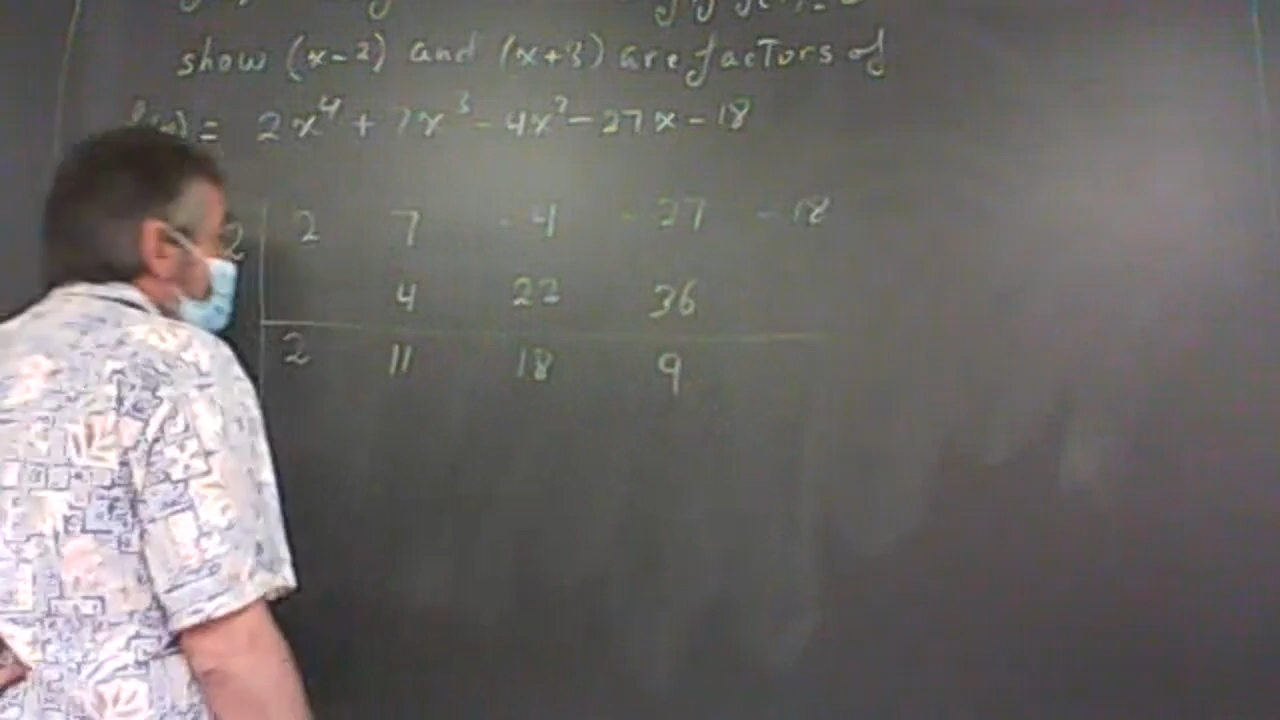 show (x-2) and (x+3) are factors of
= 2x⁴ + 7x³ - 4x² - 27x - 18
2 2 7 - 4 - 27 - 18
4 22 36
2 11 18 9